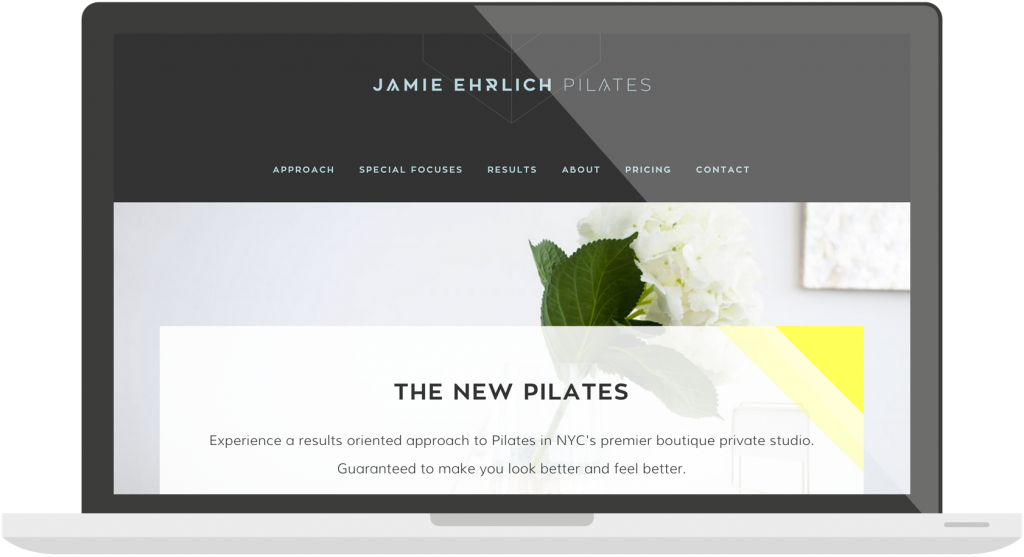 JAMIE EHRLICH PILATES
APPROACH SPECIAL FOCUSES RESULTS ABOUT PRICING CONTACT
THE NEW PILATES
Experience a results oriented approach to Pilates in NYC's premier boutique private studio.
Guaranteed to make you look better and feel better.